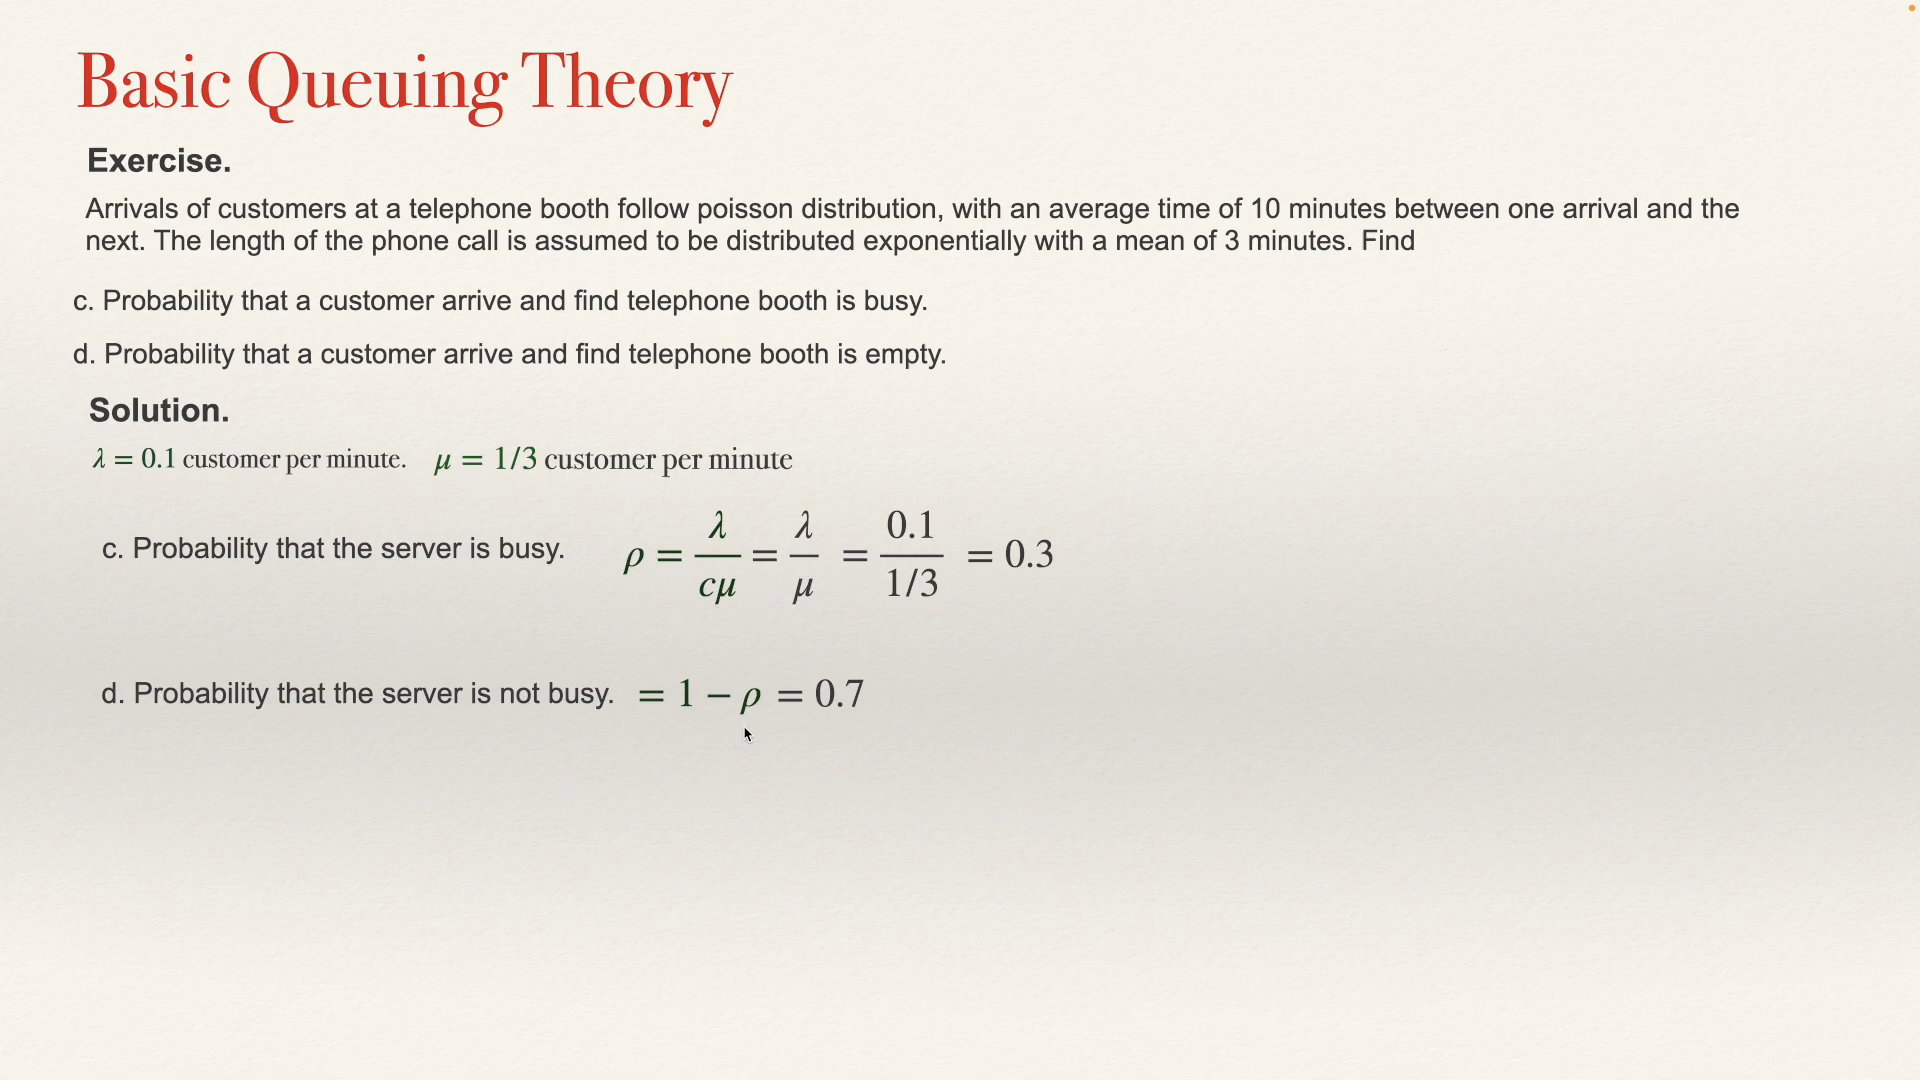 Basic Queuing Theory
Exercise.
Arrivals of customers at a telephone booth follow poisson distribution, with an average time of 10 minutes between one arrival and the
next. The length of the phone call is assumed to be distributed exponentially with a mean of 3 minutes. Find
c. Probability that a customer arrive and find telephone booth is busy.
d. Probability that a customer arrive and find telephone booth is empty.
Solution.
λ = 0.1 customer per minute. μ = 1/3 customer per minute
c. Probability that the server is busy. ρ = λ/cμ = λ/μ = 0.1/1/3 = 0.3
d. Probability that the server is not busy. = 1 − ρ = 0.7